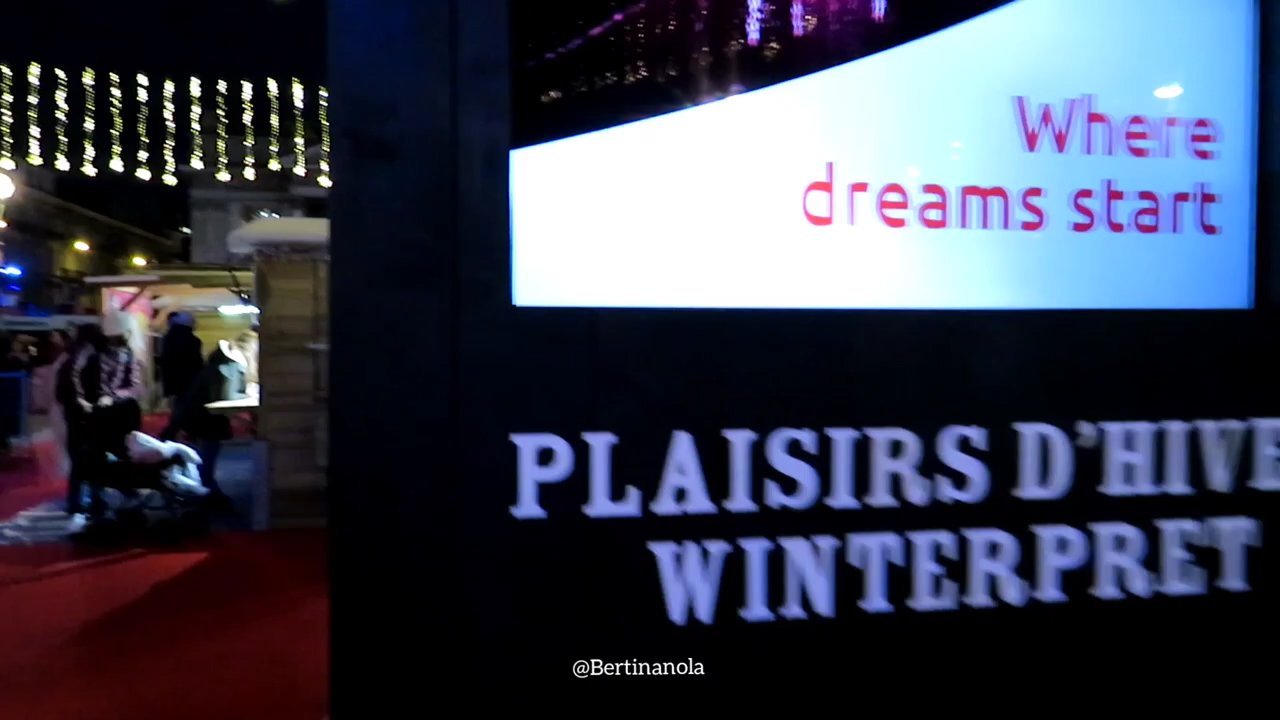 Where
dreams start
PLAISIRS D'HIVE
WINTERPRET
@Bertinanola